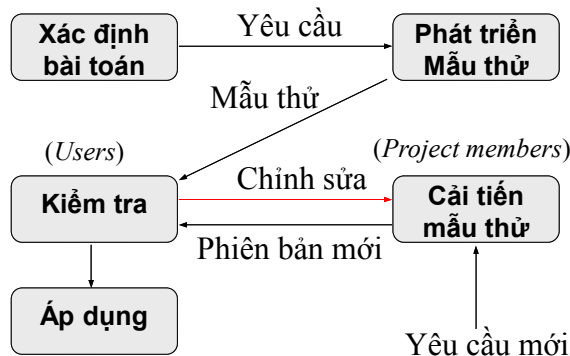 Xác định
bài toán
Yêu cầu
Phát triển
Mẫu thử
Mẫu thử
(Users)
(Project members)
Kiểm tra
Chỉnh sửa
Cải tiến
mẫu thử
Phiên bản mới
Áp dụng
Yêu cầu mới